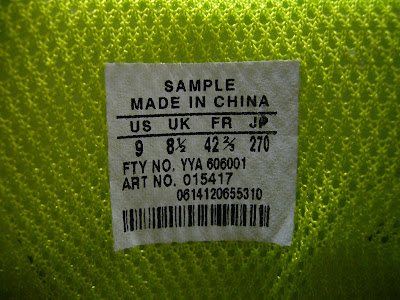 SAMPLE
MADE IN CHINA
US UK FR JP
9 8½ 42⅔ 270
FTY NO. YYA 606001
ART NO. 015417
0614120655310